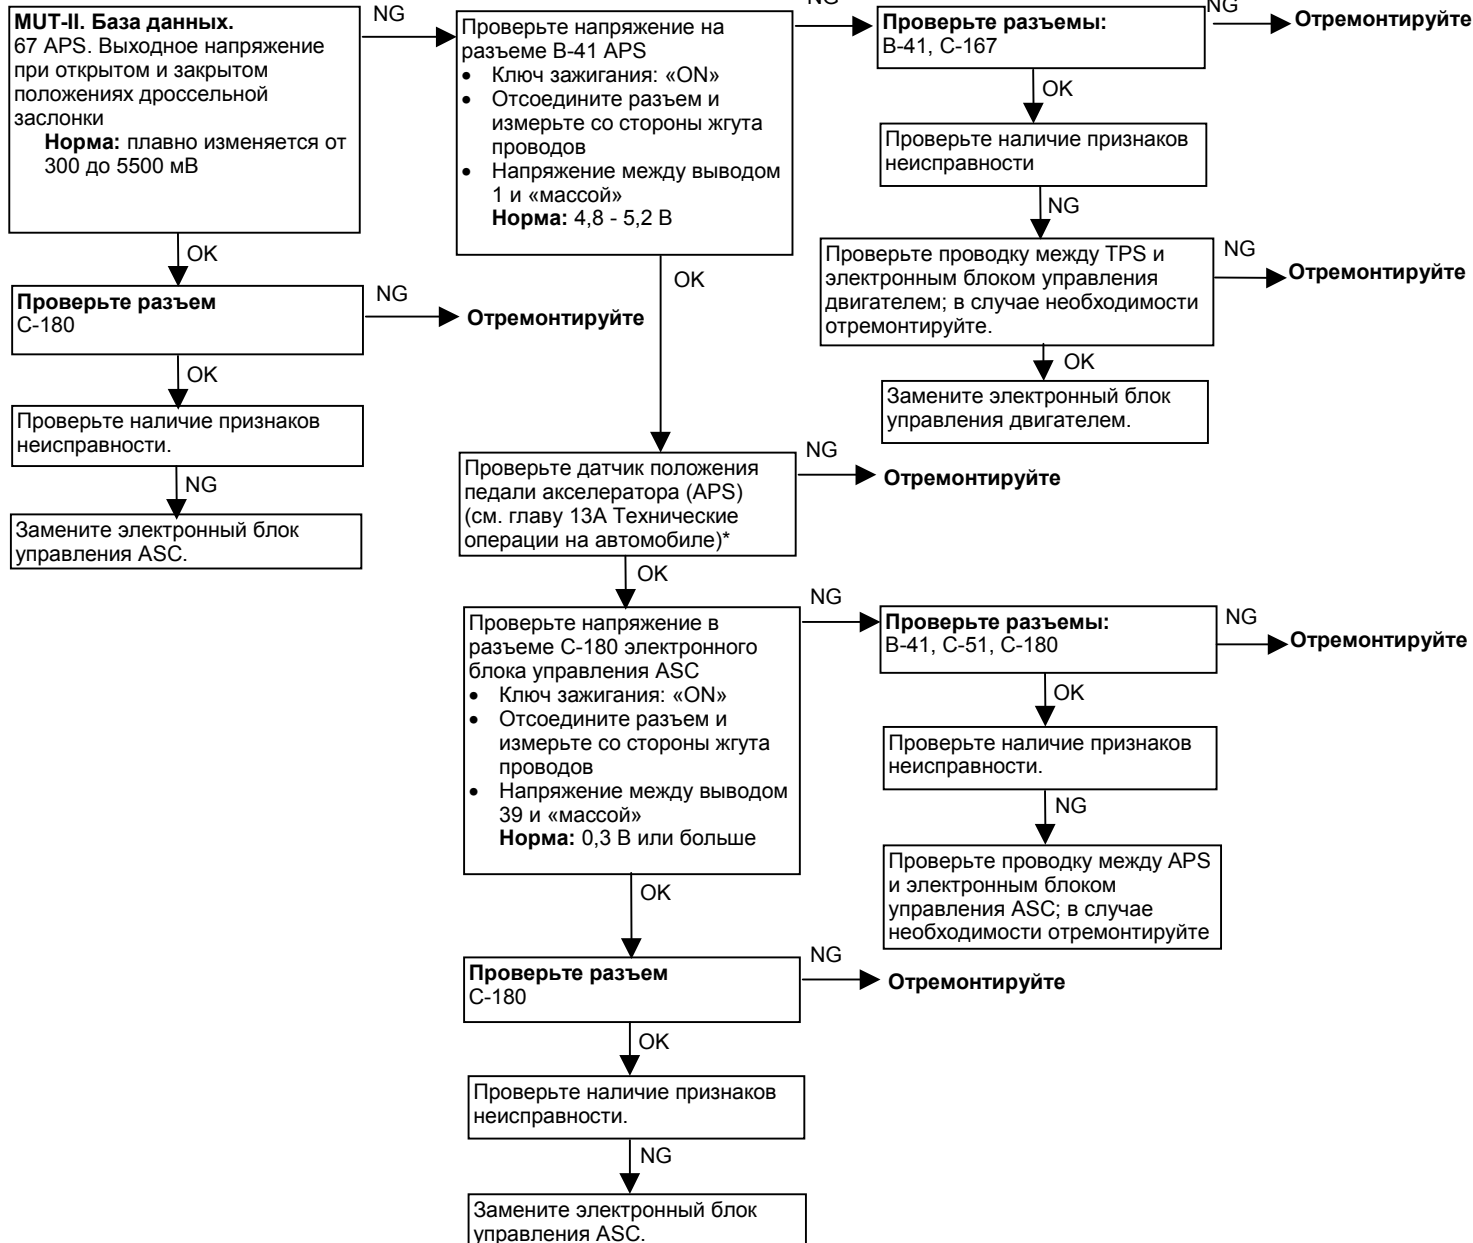 MUT-II. База данных.
67 APS. Выходное напряжение
при открытом и закрытом
положениях дроссельной
заслонки
Норма: плавно изменяется от
300 до 5500 мВ
NG
Проверьте напряжение на
разъеме B-41 APS
• Ключ зажигания: «ON»
• Отсоедините разъем и
измерьте со стороны жгута
проводов
• Напряжение между выводом
1 и «массой»
Норма: 4,8 - 5,2 В
NG
Проверьте разъемы:
B-41, C-167
NG
Отремонтируйте
OK
Проверьте наличие признаков
неисправности
NG
Проверьте проводку между TPS и
электронным блоком управления
двигателем; в случае необходимости
отремонтируйте.
NG
Отремонтируйте
OK
Замените электронный блок
управления двигателем.
OK
Проверьте разъем
C-180
NG
Отремонтируйте
OK
Проверьте наличие признаков
неисправности.
NG
Замените электронный блок
управления ASC.
OK
Проверьте датчик положения
педали акселератора (APS)
(см. главу 13А Технические
операции на автомобиле)*
NG
Отремонтируйте
OK
Проверьте напряжение в
разъеме C-180 электронного
блока управления ASC
• Ключ зажигания: «ON»
• Отсоедините разъем и
измерьте со стороны жгута
проводов
• Напряжение между выводом
39 и «массой»
Норма: 0,3 В или больше
NG
Проверьте разъемы:
B-41, C-51, C-180
NG
Отремонтируйте
OK
Проверьте наличие признаков
неисправности.
NG
Проверьте проводку между APS
и электронным блоком
управления ASC; в случае
необходимости отремонтируйте
OK
Проверьте разъем
C-180
NG
Отремонтируйте
OK
Проверьте наличие признаков
неисправности.
NG
Замените электронный блок
управления ASC.